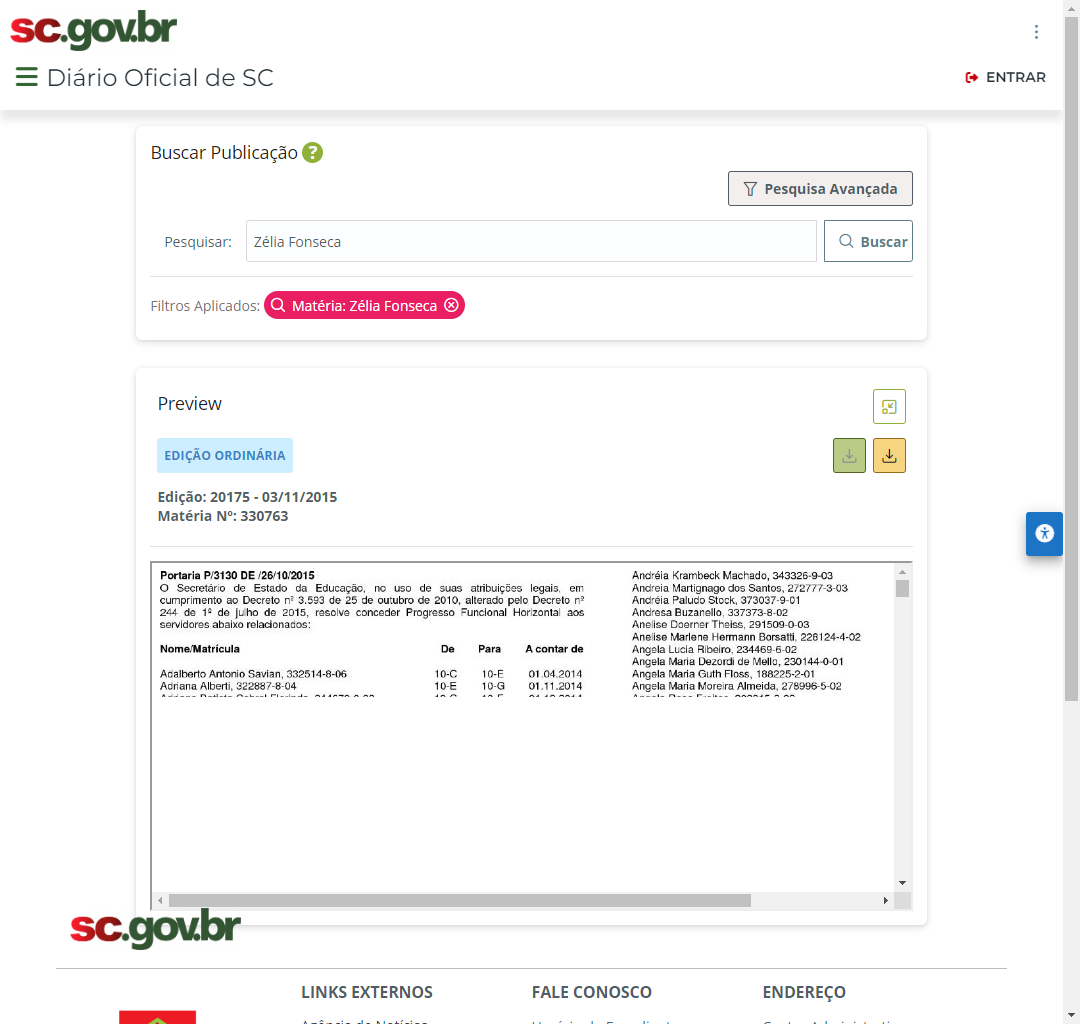 sc.gov.br
Diário Oficial de SC
ENTRAR
Buscar Publicação ?
Pesquisa Avançada
Pesquisar:
Zélia Fonseca
Buscar
Filtros Aplicados: Matéria: Zélia Fonseca
Preview
EDIÇÃO ORDINÁRIA
Edição: 20175 - 03/11/2015
Matéria Nº: 330763
Portaria P/3130 DE /26/10/2015
O Secretário de Estado da Educação, no uso de suas atribuições legais, em
cumprimento ao Decreto nº 3.593 de 25 de outubro de 2010, alterado pelo Decreto nº
244 de 1º de julho de 2015, resolve conceder Progresso Funcional Horizontal aos
servidores abaixo relacionados:
Nome/Matrícula De Para A contar de
Adalberto Antonio Savian, 332514-8-06 10-C 10-E 01.04.2014
Adriana Alberti, 322887-8-04 10-E 10-G 01.11.2014
Andréia Krambeck Machado, 343326-9-03
Andreia Martignago dos Santos, 272777-3-03
Andréia Paludo Stock, 373037-9-01
Andresa Buzanello, 337373-8-02
Anelise Doerner Theiss, 291509-0-03
Anelise Marlene Hermann Borsatti, 226124-4-02
Angela Lucia Ribeiro, 234469-6-02
Angela Maria Dezordi de Mello, 230144-0-01
Angela Maria Guth Floss, 188225-2-01
Angela Maria Moreira Almeida, 276996-5-02
sc.gov.br
LINKS EXTERNOS
FALE CONOSCO
ENDEREÇO
Agência de Notícias